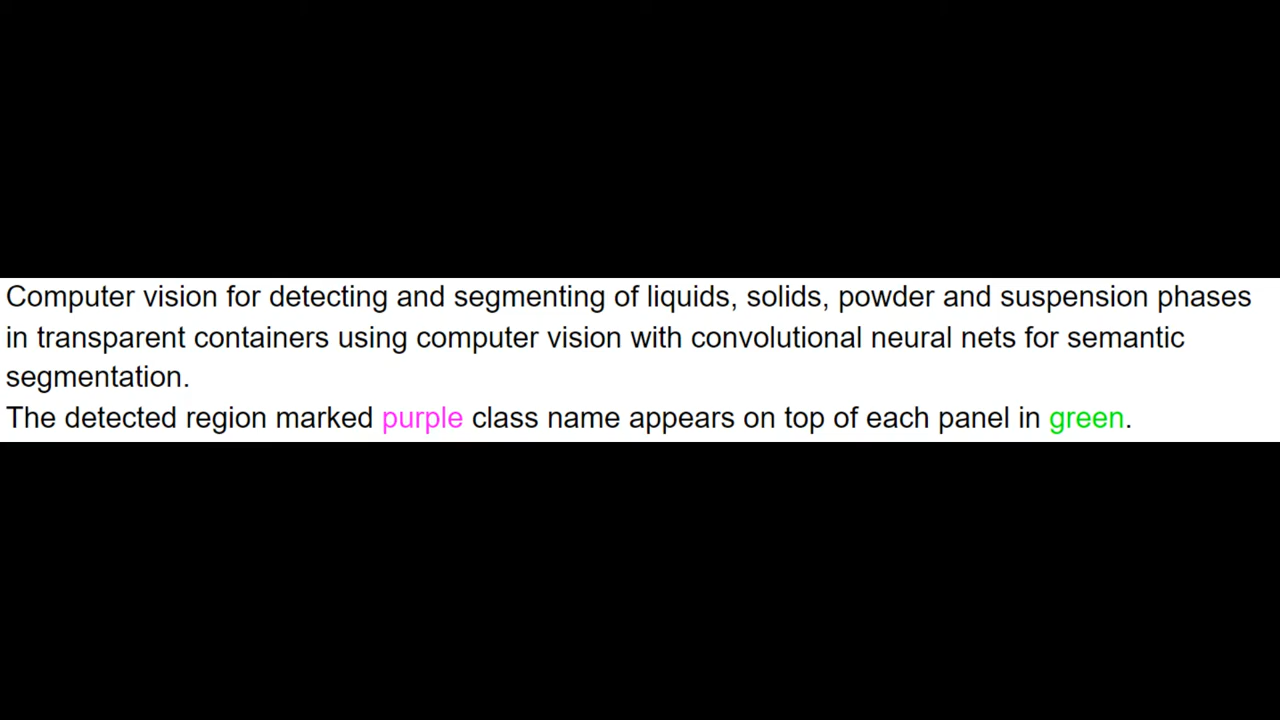 Computer vision for detecting and segmenting of liquids, solids, powder and suspension phases
in transparent containers using computer vision with convolutional neural nets for semantic
segmentation.
The detected region marked purple class name appears on top of each panel in green.